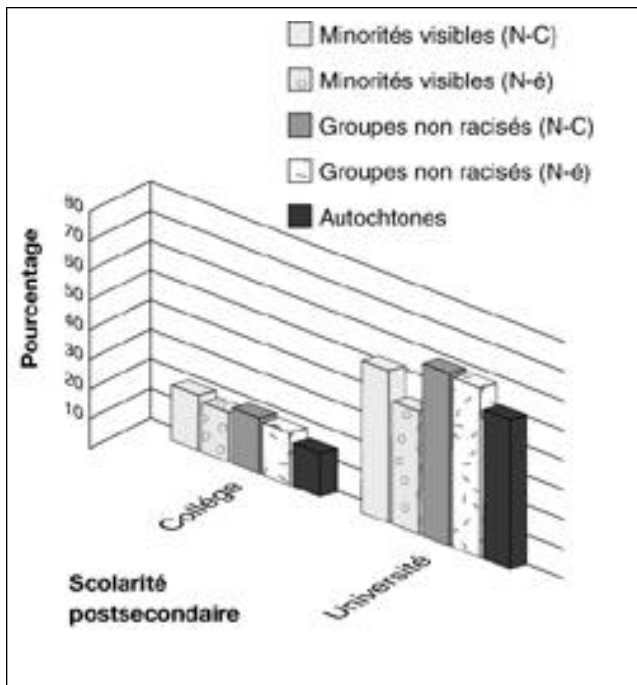 Minorités visibles (N-C)
Minorités visibles (N-é)
Groupes non racisés (N-C)
Groupes non racisés (N-é)
Autochtones
80
70
60
50
40
30
20
10
Pourcentage
Collège
Université
Scolarité
postsecondaire